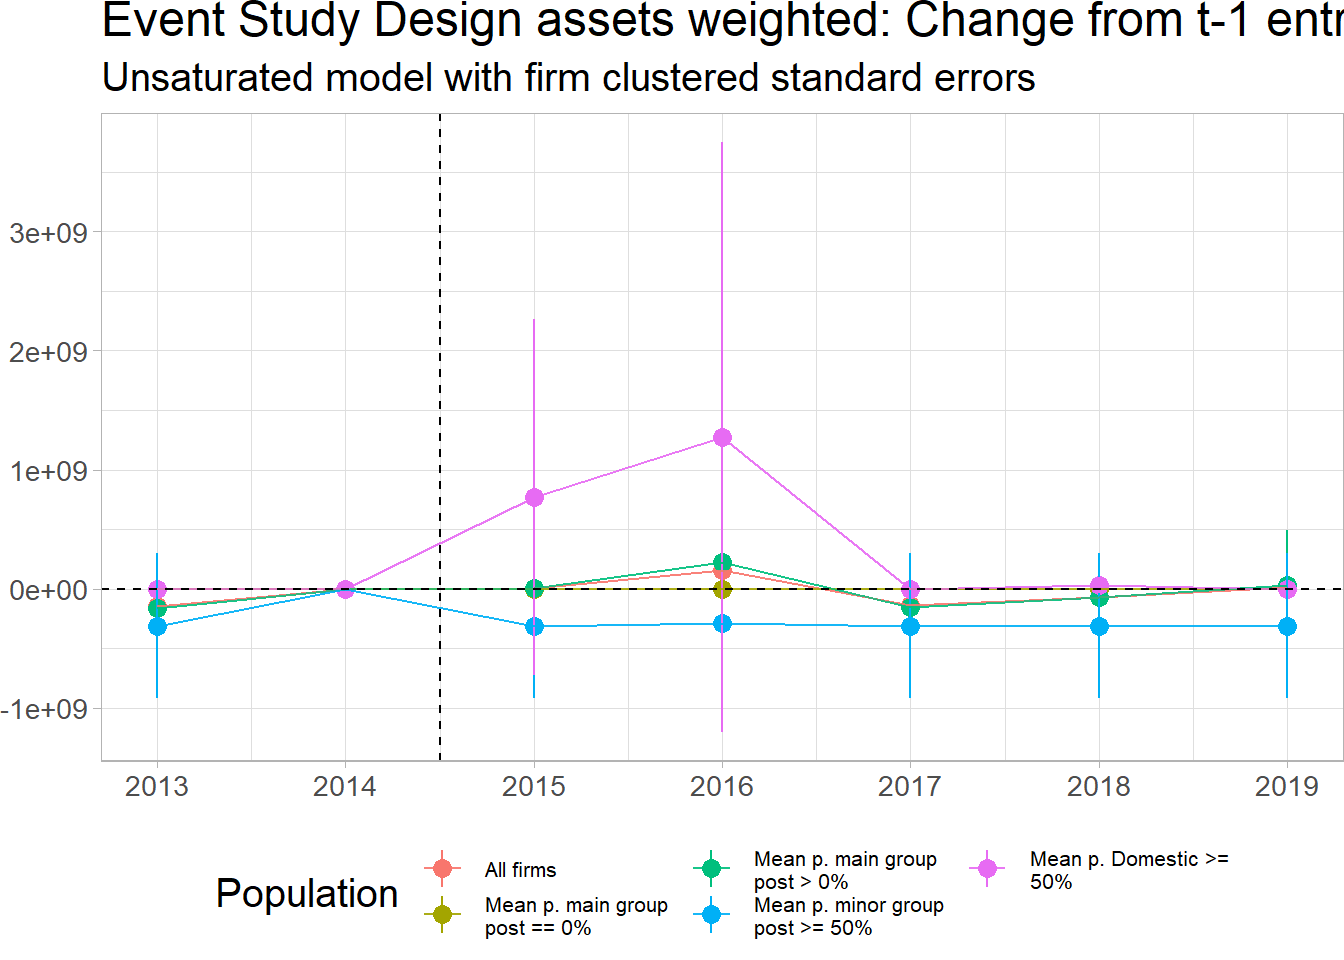 Event Study Design assets weighted: Change from t-1 entr
Unsaturated model with firm clustered standard errors
3e+09
2e+09
1e+09
0e+00
-1e+09
2013 2014 2015 2016 2017 2018 2019
Population
All firms
Mean p. main group
post == 0%
Mean p. main group
post > 0%
Mean p. minor group
post >= 50%
Mean p. Domestic >=
50%